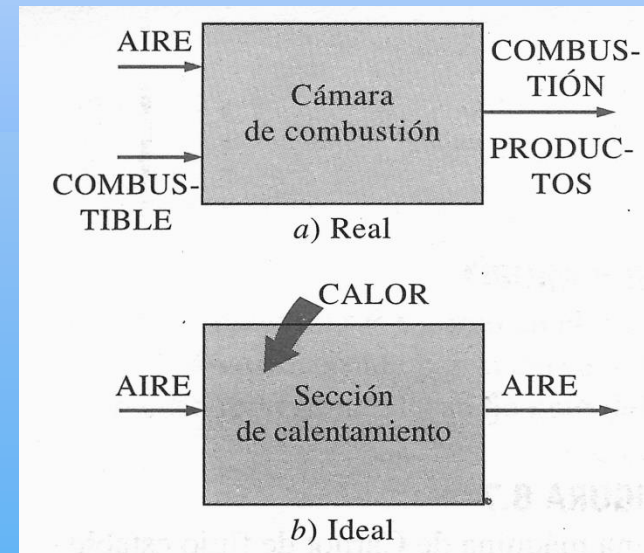 AIRE
COMBUS-
TIBLE
Cámara
de combustión
COMBUS-
TIÓN
PRODUC-
TOS
a) Real
CALOR
AIRE
Sección
de calentamiento
AIRE
b) Ideal